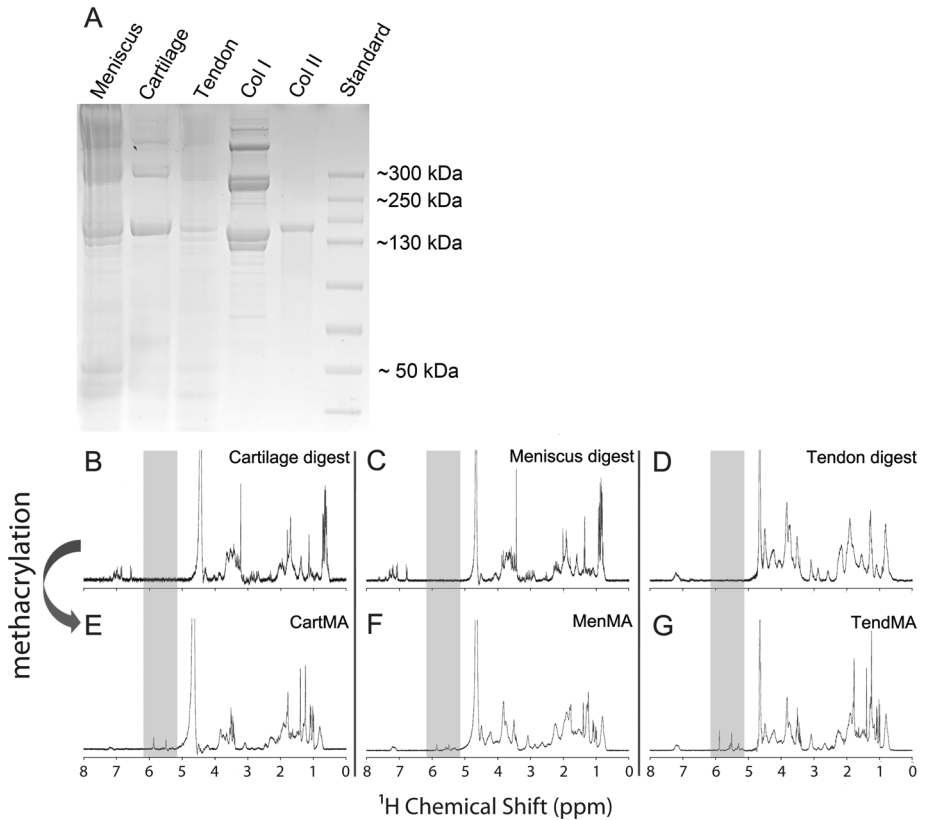 A
Meniscus
Cartilage
Tendon
Col I
Col II
Standard
~300 kDa
~250 kDa
~130 kDa
~ 50 kDa
B Cartilage digest
C Meniscus digest
D Tendon digest
methacrylation
E CartMA
F MenMA
G TendMA
8 7 6 5 4 3 2 1 0
8 7 6 5 4 3 2 1 0
8 7 6 5 4 3 2 1 0
¹H Chemical Shift (ppm)